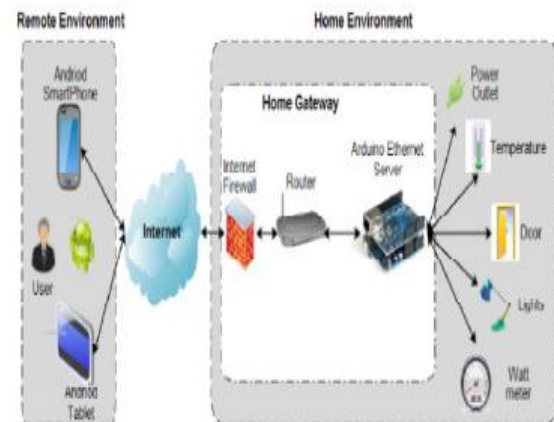 Remote Environment
Andriod
SmartPhone
User
Andriod
Tablet
Internet
Home Environment
Home Gateway
Internet
Firewall
Router
Arduino Ethernet
Server
Power
Outlet
Temperature
Door
Lights
Watt
meter